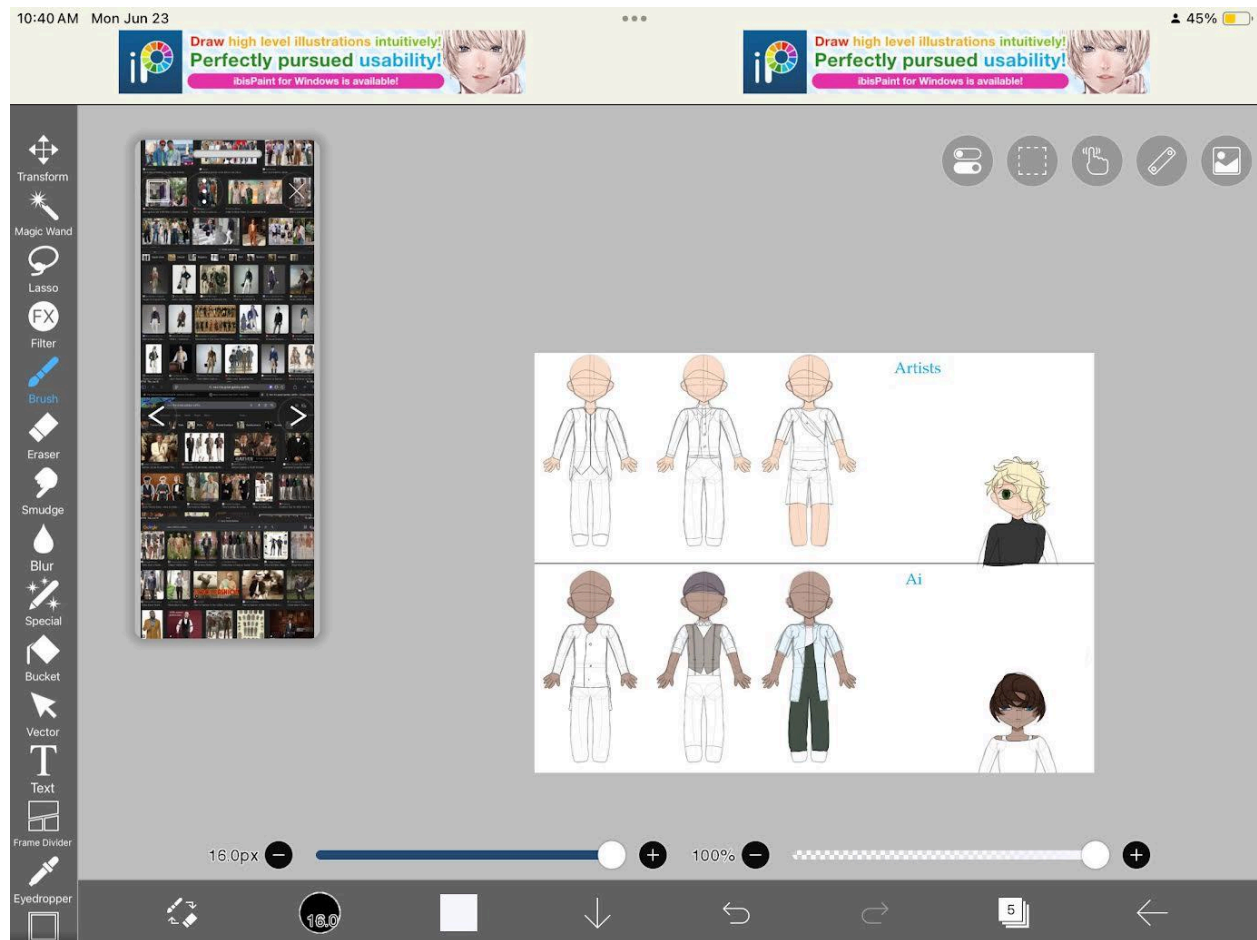 10:40 AM Mon Jun 23
45%
iP
Draw high level illustrations intuitively!
Perfectly pursued usability!
ibisPaint for Windows is available!
iP
Draw high level illustrations intuitively!
Perfectly pursued usability!
ibisPaint for Windows is available!
Transform
Magic Wand
Lasso
FX
Filter
Brush
Eraser
Smudge
Blur
Special
Bucket
Vector
T
Text
Frame Divider
Eyedropper
Artists
Ai
16.0px
100%
16.0
5